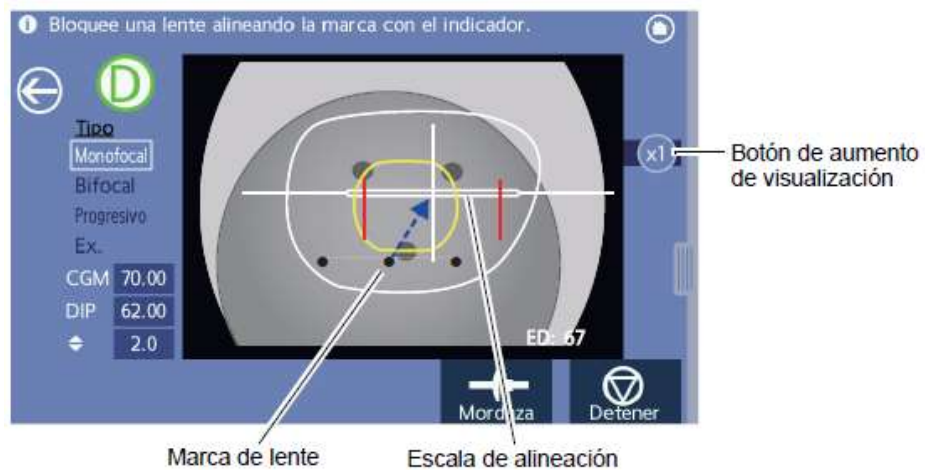 Bloquee una lente alineando la marca con el indicador.
D
Tipo
Monofocal
Bifocal
Progresivo
Ex.
CGM 70.00
DIP 62.00
2.0
ED: 67
x1
Mordaza
Detener
Botón de aumento
de visualización
Marca de lente
Escala de alineación